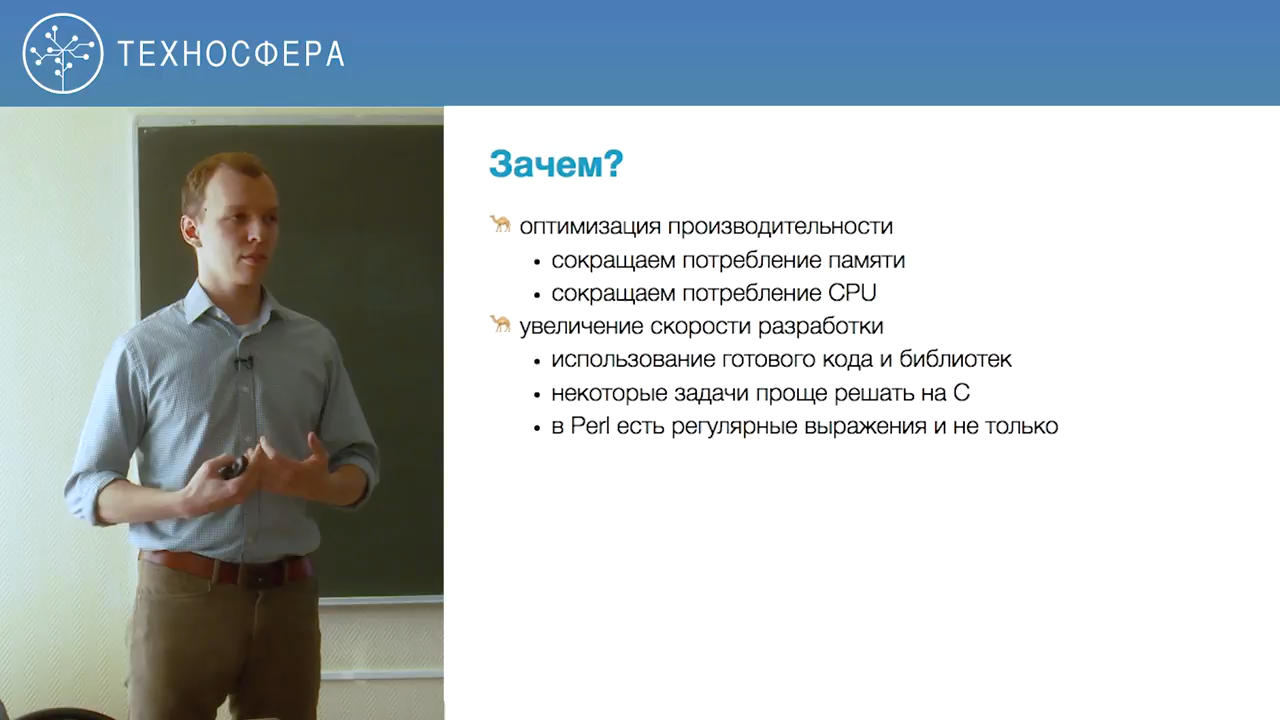 ТЕХНОСФЕРА
Зачем?
оптимизация производительности
• сокращаем потребление памяти
• сокращаем потребление CPU
увеличение скорости разработки
• использование готового кода и библиотек
• некоторые задачи проще решать на С
• в Perl есть регулярные выражения и не только